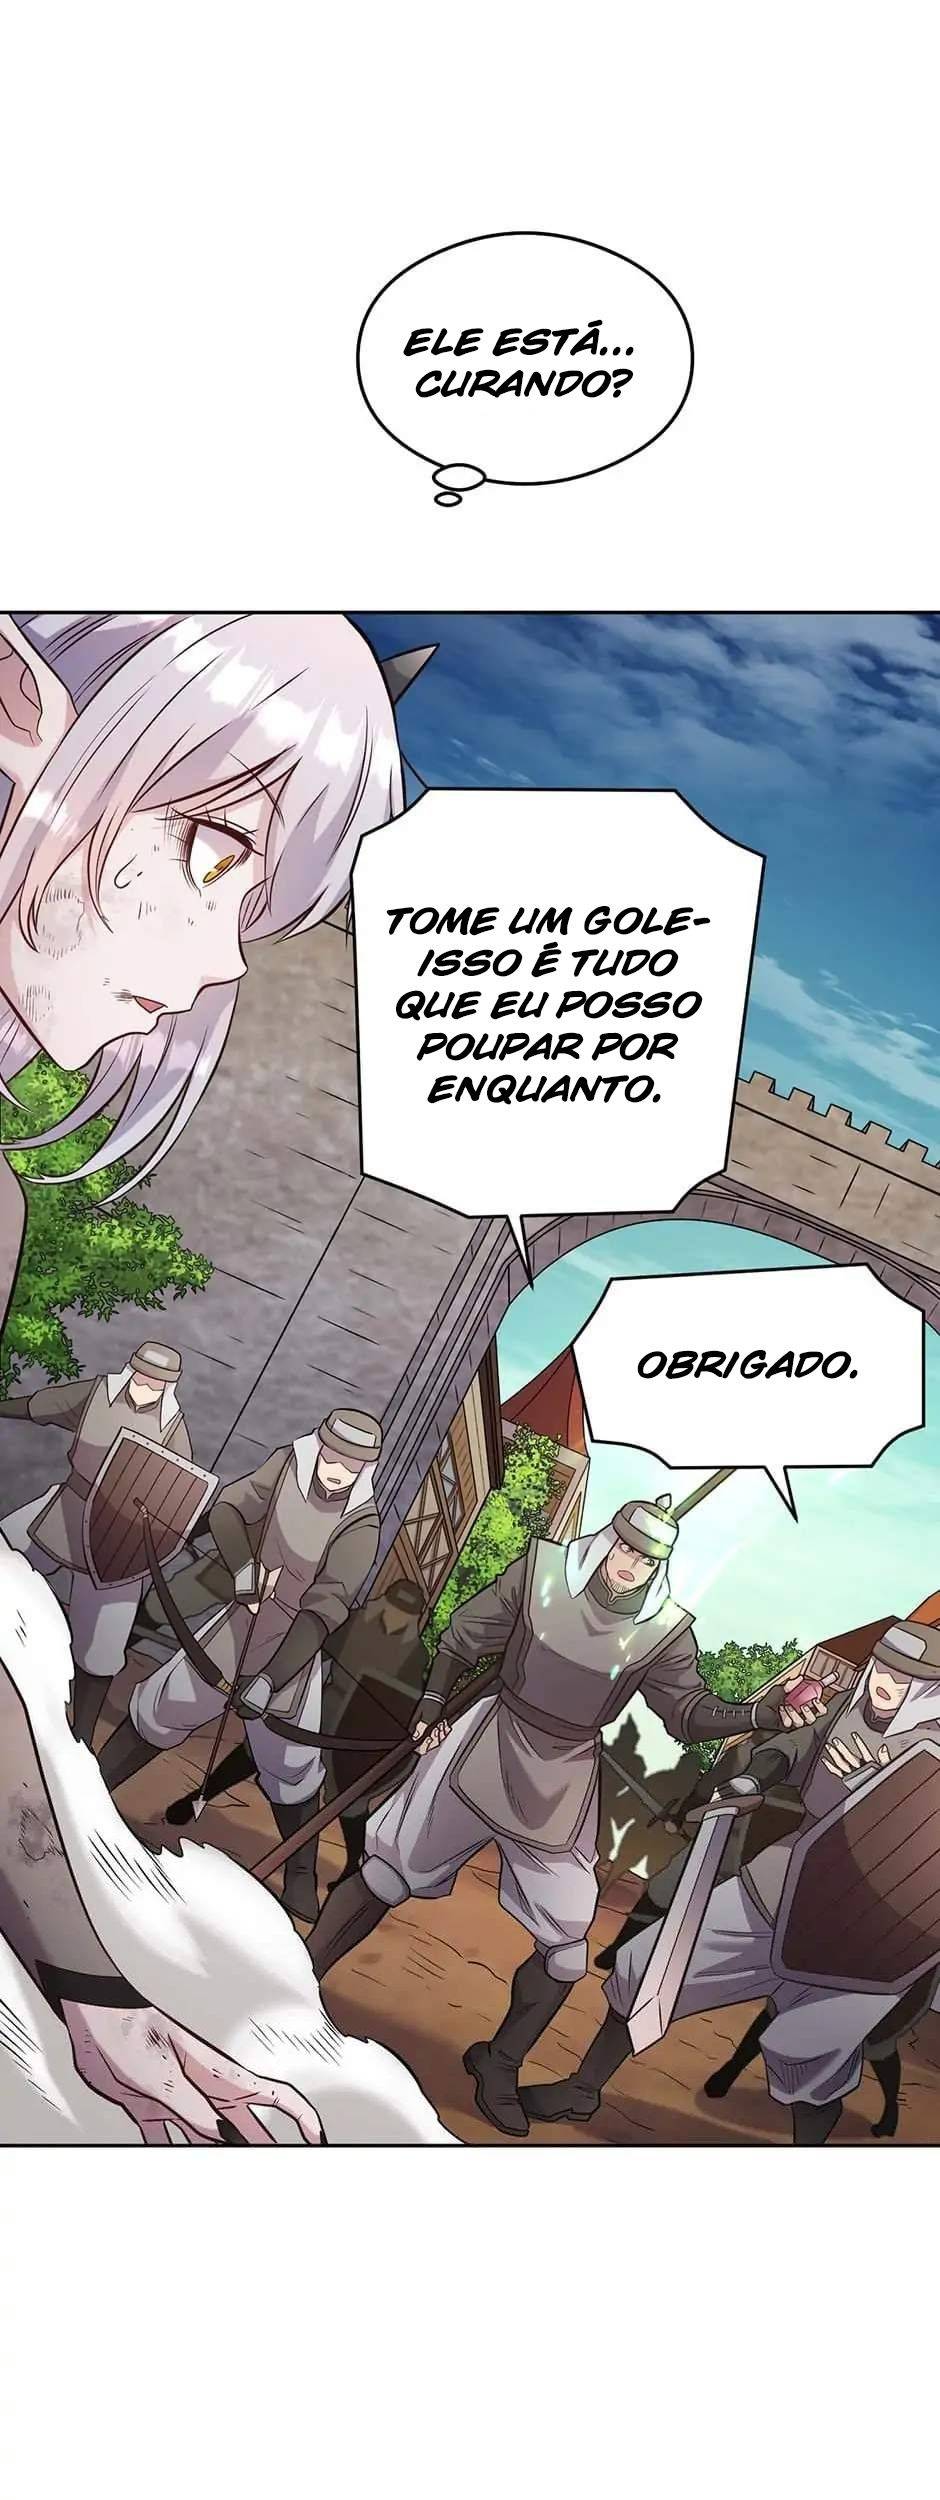 ELE ESTÁ...
CURANDO?
TOME UM GOLE-
ISSO É TUDO
QUE EU POSSO
POUPAR POR
ENQUANTO.
OBRIGADO.